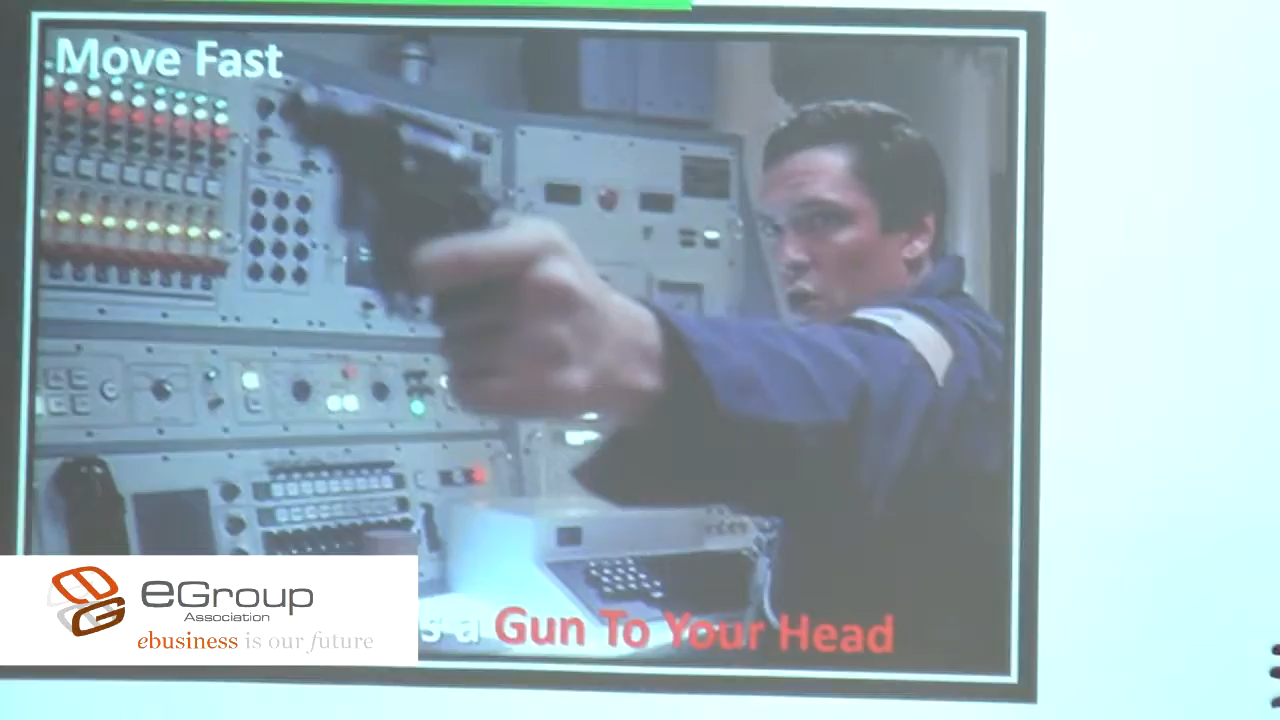 Move Fast
s a Gun To Your Head
eGroup
Association
ebusiness is our future